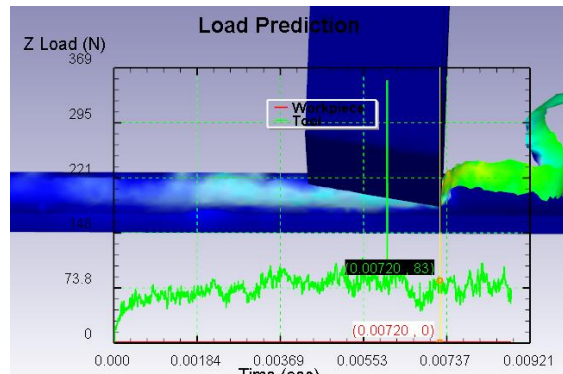 Load Prediction
Z Load (N)
369
295
221
148
73.8
0
Workpiece
Tool
(0.00720 , 83)
(0.00720 , 0)
0.000 0.00184 0.00369 0.00553 0.00737 0.00921
Time (sec)